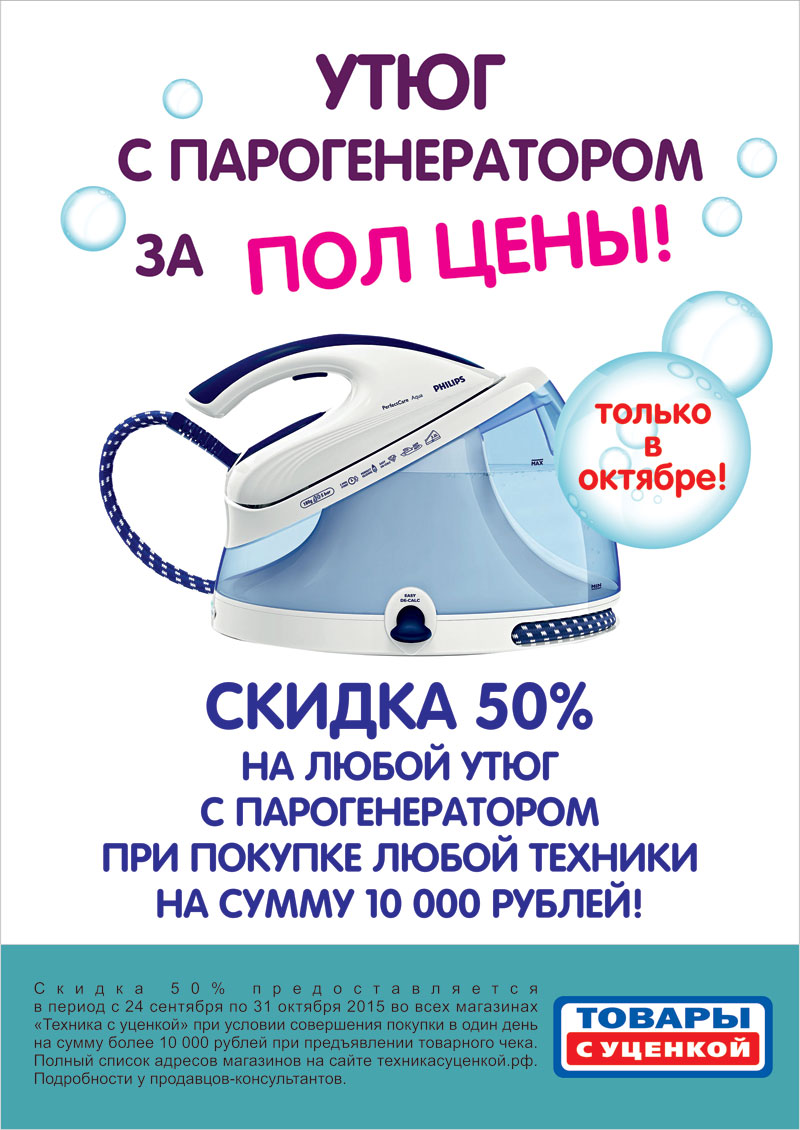 УТЮГ
С ПАРОГЕНЕРАТОРОМ
ЗА ПОЛ ЦЕНЫ!
PHILIPS
PerfectCare Aqua
MAX
только
в
октябре!
MIN
EASY
DE-CALC
СКИДКА 50%
НА ЛЮБОЙ УТЮГ
С ПАРОГЕНЕРАТОРОМ
ПРИ ПОКУПКЕ ЛЮБОЙ ТЕХНИКИ
НА СУММУ 10 000 РУБЛЕЙ!
Скидка 50% предоставляется
в период с 24 сентября по 31 октября 2015 во всех магазинах
«Техника с уценкой» при условии совершения покупки в один день
на сумму более 10 000 рублей при предъявлении товарного чека.
Полный список адресов магазинов на сайте техникасуценкой.рф.
Подробности у продавцов-консультантов.
ТОВАРЫ
С УЦЕНКОЙ